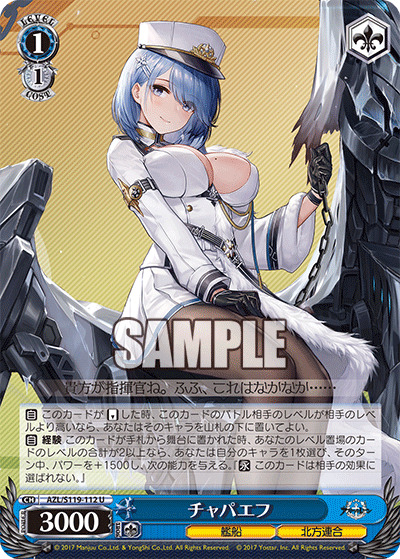 LEVEL
1
1
COST
SAMPLE
貴方が指揮官ね。ふふ、これはなかなか……
自 このカードが した時、このカードのバトル相手のレベルが相手のレベ
ルより高いなら、あなたはそのキャラを山札の下に置いてよい。
自 経験 このカードが手札から舞台に置かれた時、あなたのレベル置場のカ
ードのレベルの合計が2以上なら、あなたは自分のキャラを1枚選び、そのタ
ーン中、パワーを+1500し、次の能力を与える。『永 このカードは相手の効果
に選ばれない。』
CH AZL/S119-112 U
POWER
3000
チャパエフ
艦船
北方連合
© 2017 Manjuu Co.,Ltd. & YongShi Co.,Ltd. All Rights Reserved. © 2017 Yostar, Inc. All Rights Reserved.